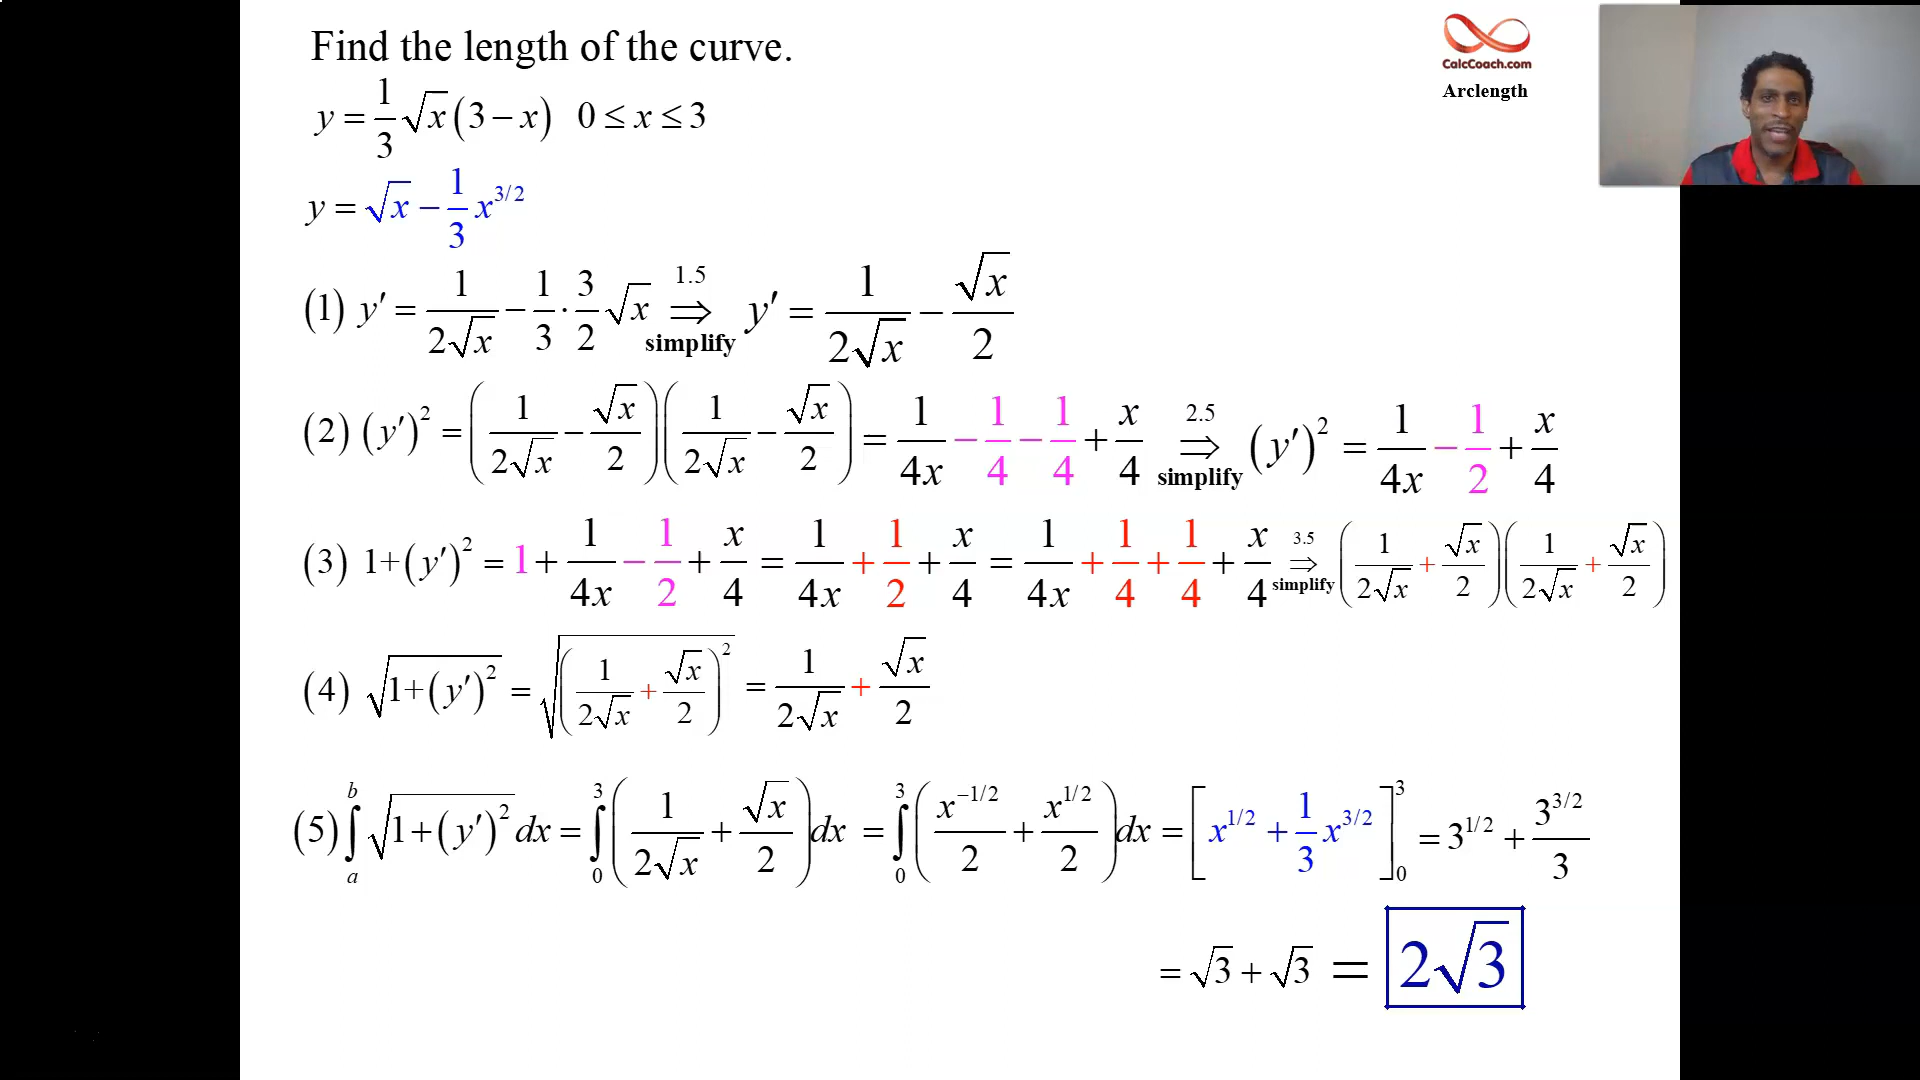 Find the length of the curve.
CalcCoach.com
Arclength
y = 1/3 √x (3 − x)  0 ≤ x ≤ 3
y = √x − 1/3 x^{3/2}
(1) y′ = 1/(2√x) − 1/3 · 3/2 √x  1.5 ⇒ simplify  y′ = 1/(2√x) − √x/2
(2) (y′)² = (1/(2√x) − √x/2)(1/(2√x) − √x/2) = 1/(4x) − 1/4 − 1/4 + x/4  2.5 ⇒ simplify  (y′)² = 1/(4x) − 1/2 + x/4
(3) 1+(y′)² = 1 + 1/(4x) − 1/2 + x/4 = 1/(4x) + 1/2 + x/4 = 1/(4x) + 1/4 + 1/4 + x/4  3.5 ⇒ simplify  (1/(2√x) + √x/2)(1/(2√x) + √x/2)
(4) √(1+(y′)²) = √((1/(2√x) + √x/2)²) = 1/(2√x) + √x/2
(5) ∫_a^b √(1+(y′)²) dx = ∫_0^3 (1/(2√x) + √x/2) dx = ∫_0^3 (x^{−1/2}/2 + x^{1/2}/2) dx = [x^{1/2} + 1/3 x^{3/2}]_0^3 = 3^{1/2} + 3^{3/2}/3
= √3 + √3 = 2√3